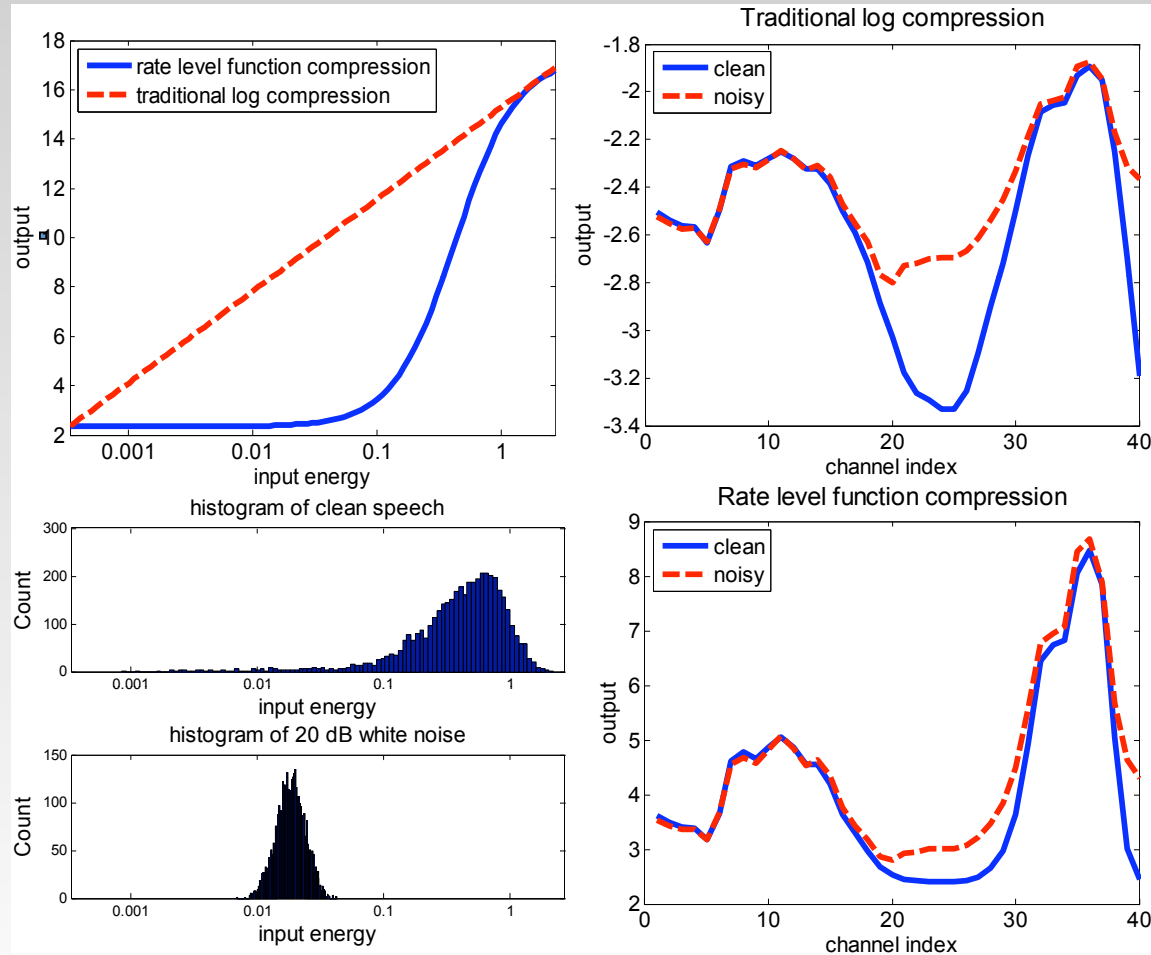 18
16
14
12
10
8
6
4
2
output
rate level function compression
traditional log compression
0.001
0.01
0.1
1
input energy
histogram of clean speech
300
200
100
0
Count
0.001
0.01
0.1
1
input energy
histogram of 20 dB white noise
150
100
50
0
Count
0.001
0.01
0.1
1
input energy
Traditional log compression
-1.8
-2
-2.2
-2.4
-2.6
-2.8
-3
-3.2
-3.4
output
clean
noisy
0
10
20
30
40
channel index
Rate level function compression
9
8
7
6
5
4
3
2
output
clean
noisy
0
10
20
30
40
channel index